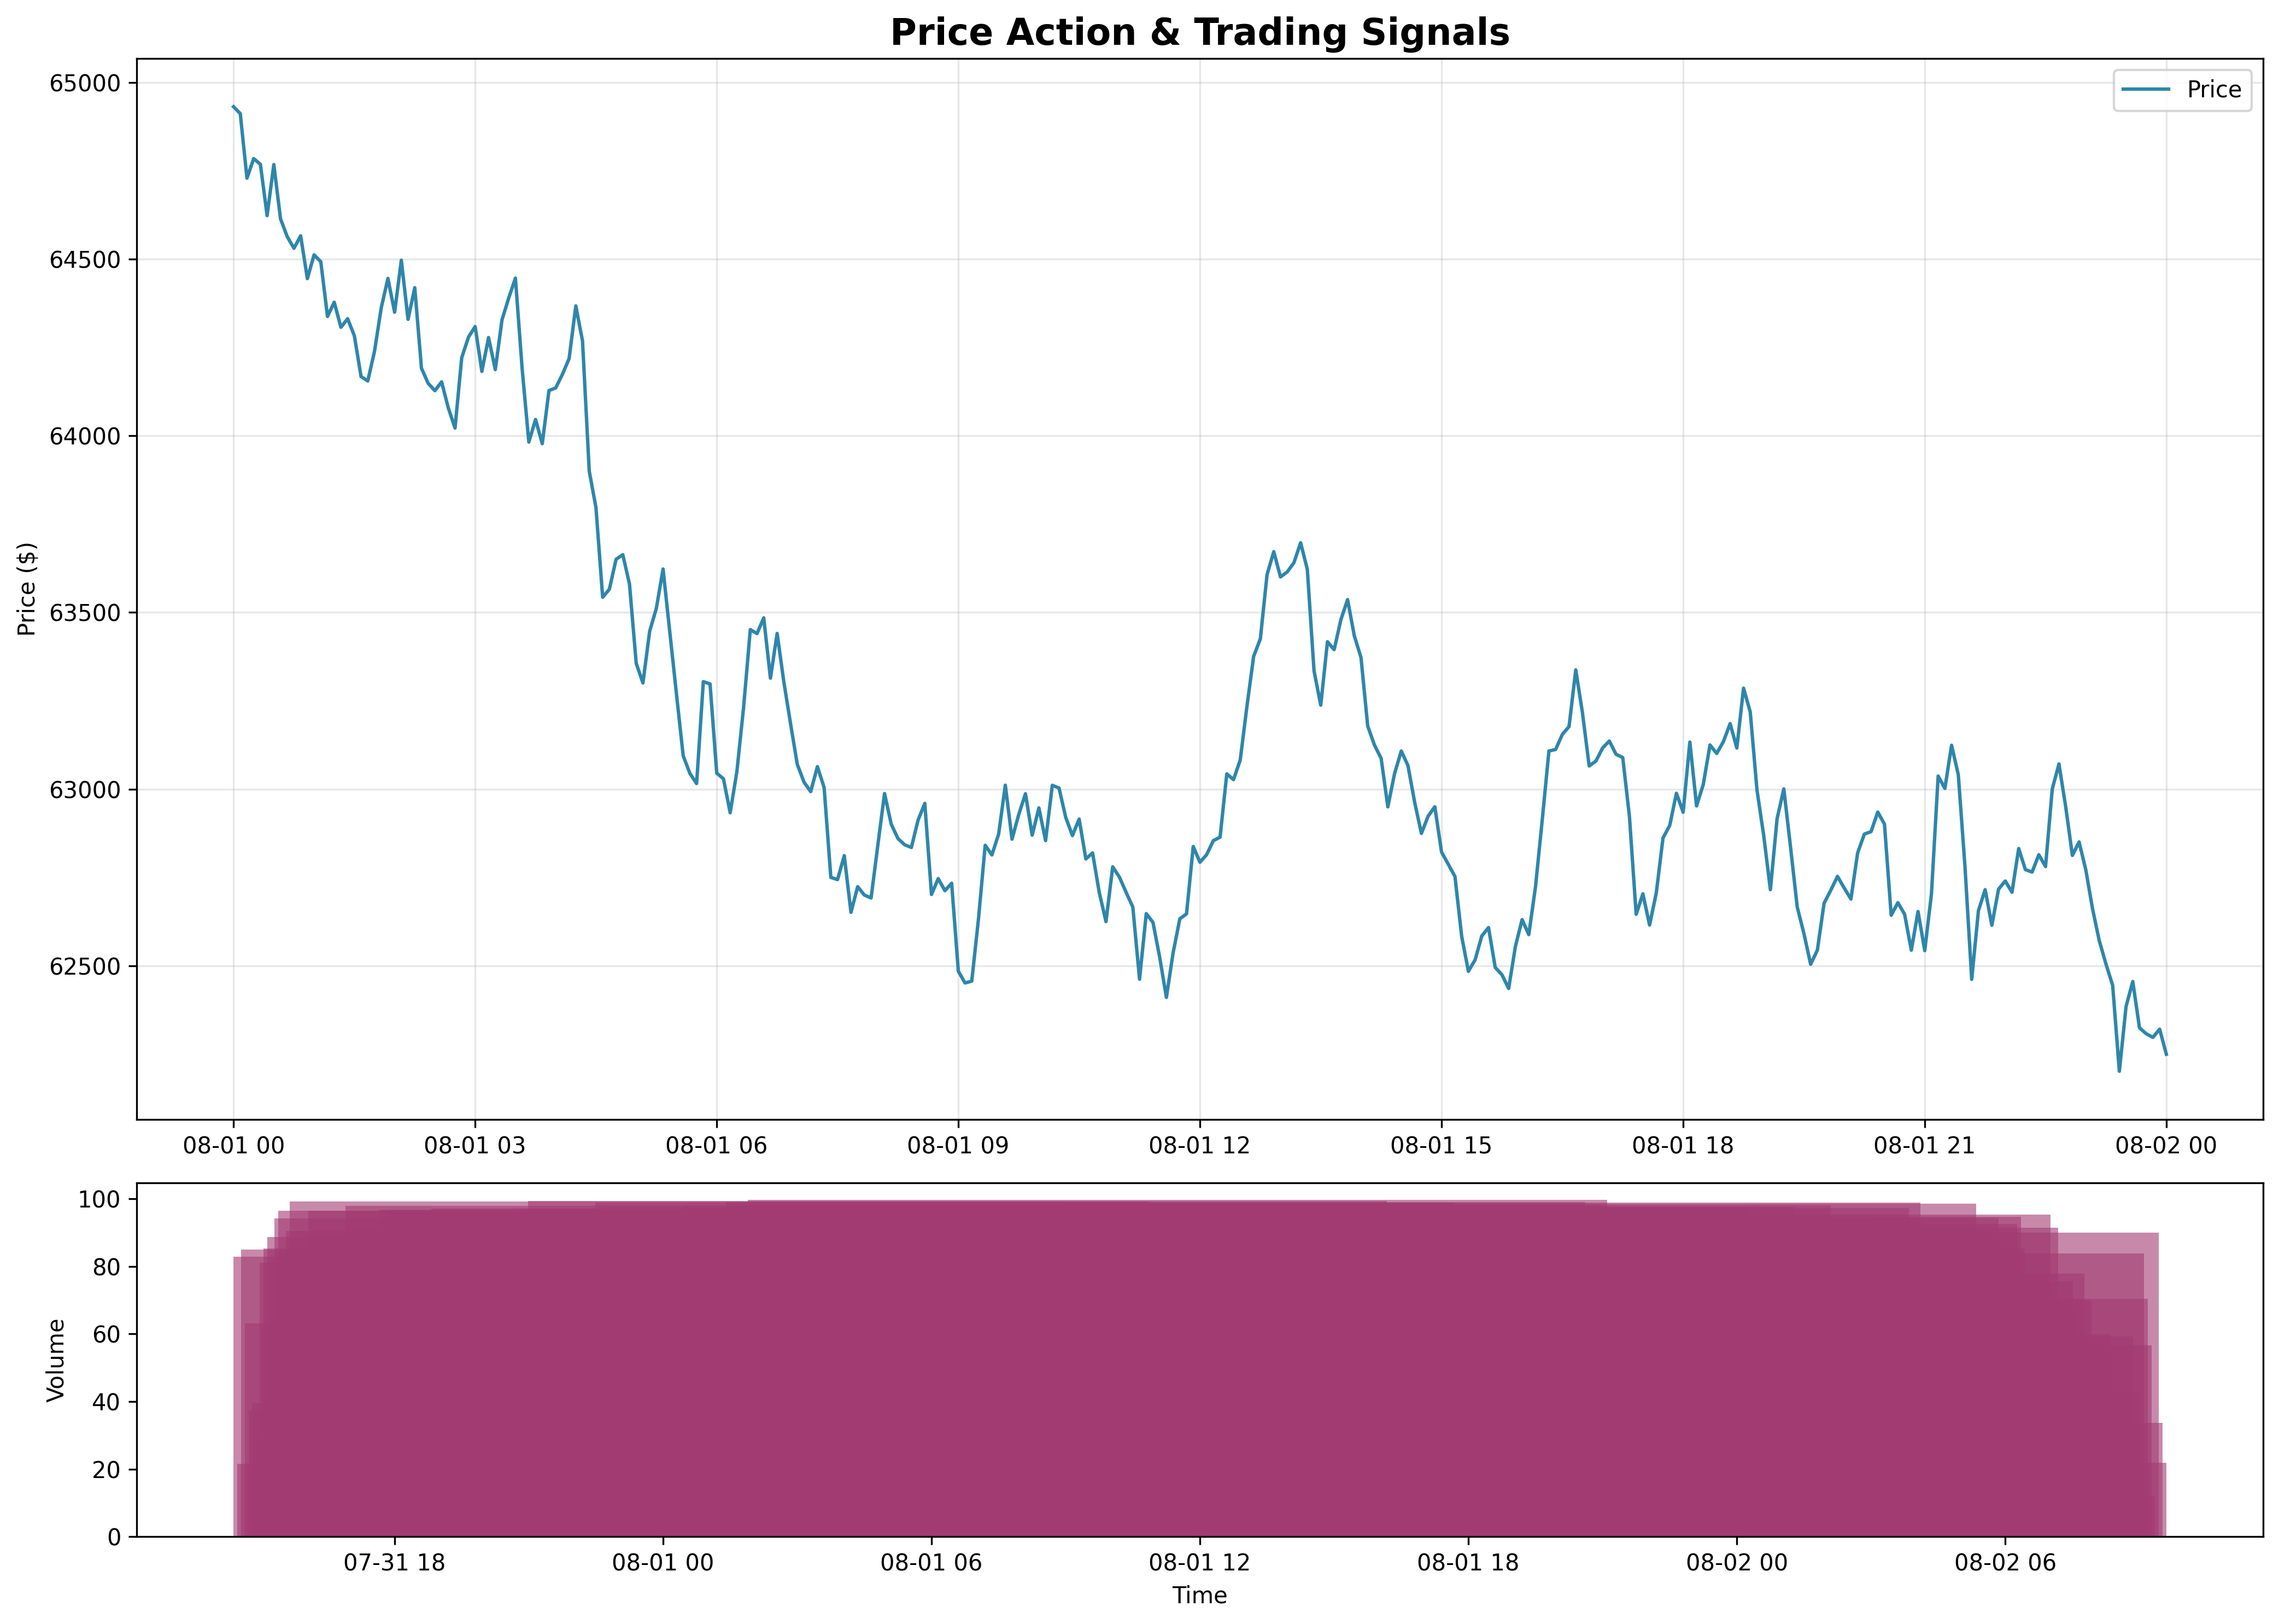 Price Action & Trading Signals
Price
65000
64500
64000
63500
63000
62500
Price ($)
08-01 00 08-01 03 08-01 06 08-01 09 08-01 12 08-01 15 08-01 18 08-01 21 08-02 00
100
80
60
40
20
0
Volume
07-31 18 08-01 00 08-01 06 08-01 12 08-01 18 08-02 00 08-02 06
Time